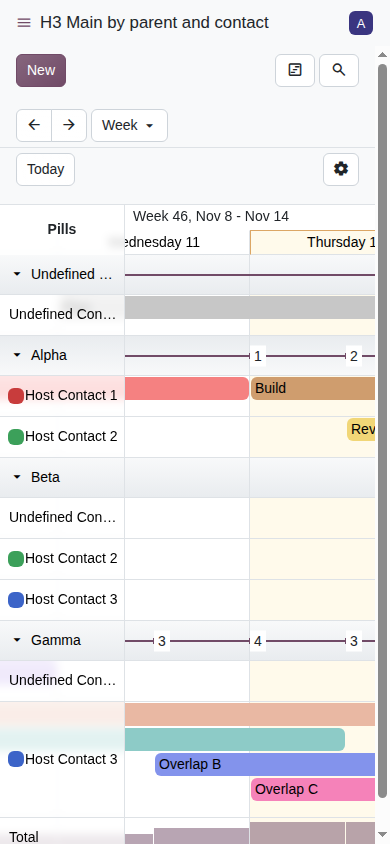 H3 Main by parent and contact
A
New
Week
Today
Week 46, Nov 8 - Nov 14
Pills
ednesday 11
Thursday 1
Undefined ...
Undefined Con...
Alpha
1
2
Host Contact 1
Build
Host Contact 2
Rev
Beta
Undefined Con...
Host Contact 2
Host Contact 3
Gamma
3
4
3
Undefined Con...
Overlap B
Host Contact 3
Overlap C
Total